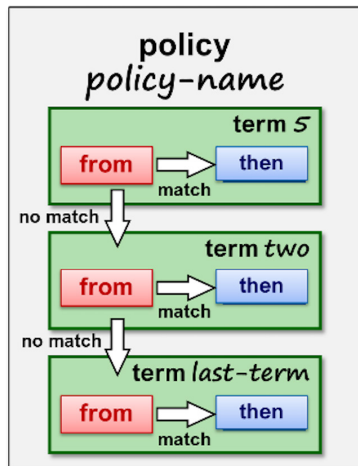 policy
policy-name
term 5
from
match
then
no match
term two
from
match
then
no match
term last-term
from
match
then